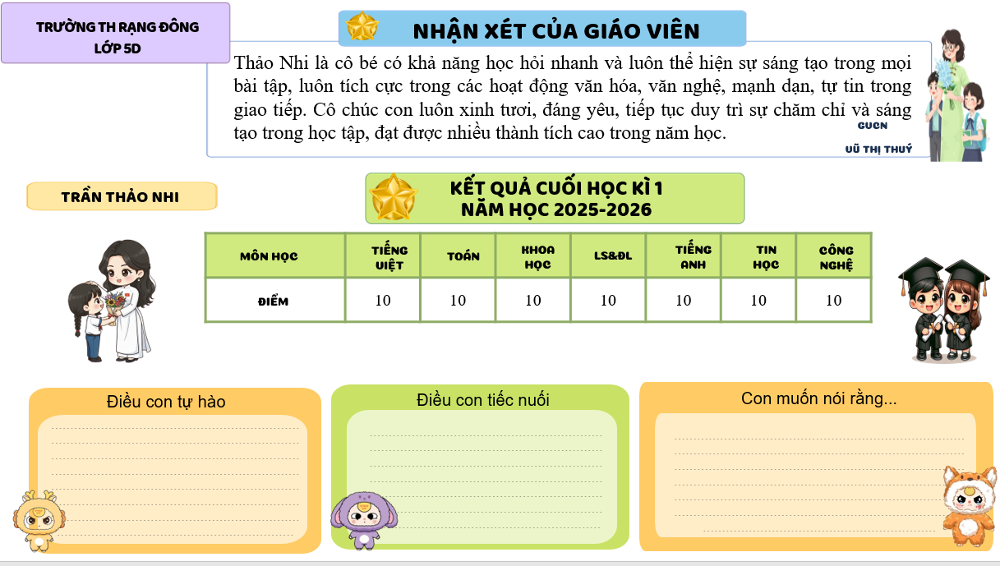 TRƯỜNG TH RẠNG ĐÔNG
LỚP 5D
NHẬN XÉT CỦA GIÁO VIÊN
Thảo Nhi là cô bé có khả năng học hỏi nhanh và luôn thể hiện sự sáng tạo trong mọi
bài tập, luôn tích cực trong các hoạt động văn hóa, văn nghệ, mạnh dạn, tự tin trong
giao tiếp. Cô chúc con luôn xinh tươi, đáng yêu, tiếp tục duy trì sự chăm chỉ và sáng
tạo trong học tập, đạt được nhiều thành tích cao trong năm học.
GVCN
VŨ THỊ THUÝ
TRẦN THẢO NHI
KẾT QUẢ CUỐI HỌC KÌ 1
NĂM HỌC 2025-2026
MÔN HỌC TIẾNG VIỆT TOÁN KHOA HỌC LS&ĐL TIẾNG ANH TIN HỌC CÔNG NGHỆ
ĐIỂM 10 10 10 10 10 10 10
Điều con tự hào
Điều con tiếc nuối
Con muốn nói rằng...